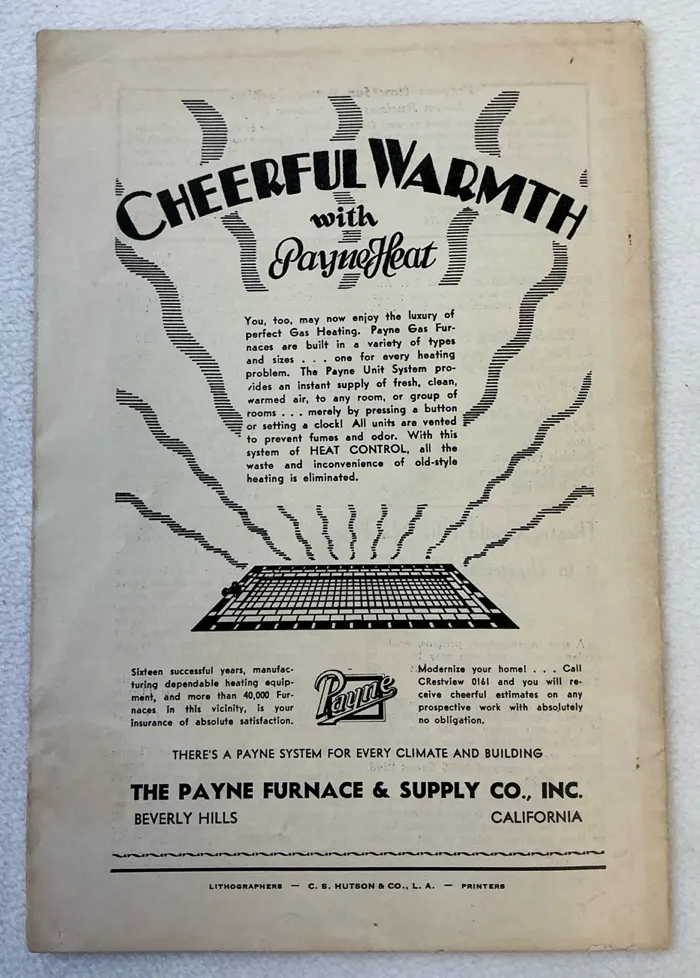 CHEERFUL WARMTH
with
PayneHeat
You, too, may now enjoy the luxury of
perfect Gas Heating. Payne Gas Fur-
naces are built in a variety of types
and sizes . . . one for every heating
problem. The Payne Unit System pro-
vides an instant supply of fresh, clean,
warmed air, to any room, or group of
rooms . . . merely by pressing a button
or setting a clock! All units are vented
to prevent fumes and odor. With this
system of HEAT CONTROL, all the
waste and inconvenience of old-style
heating is eliminated.
Sixteen successful years, manufac-
turing dependable heating equip-
ment, and more than 40,000 Fur-
naces in this vicinity, is your
insurance of absolute satisfaction.
Payne
Modernize your home! . . . Call
CRestview 0161 and you will re-
ceive cheerful estimates on any
prospective work with absolutely
no obligation.
THERE'S A PAYNE SYSTEM FOR EVERY CLIMATE AND BUILDING
THE PAYNE FURNACE & SUPPLY CO., INC.
BEVERLY HILLS CALIFORNIA
LITHOGRAPHERS — C. S. HUTSON & CO., L. A. — PRINTERS